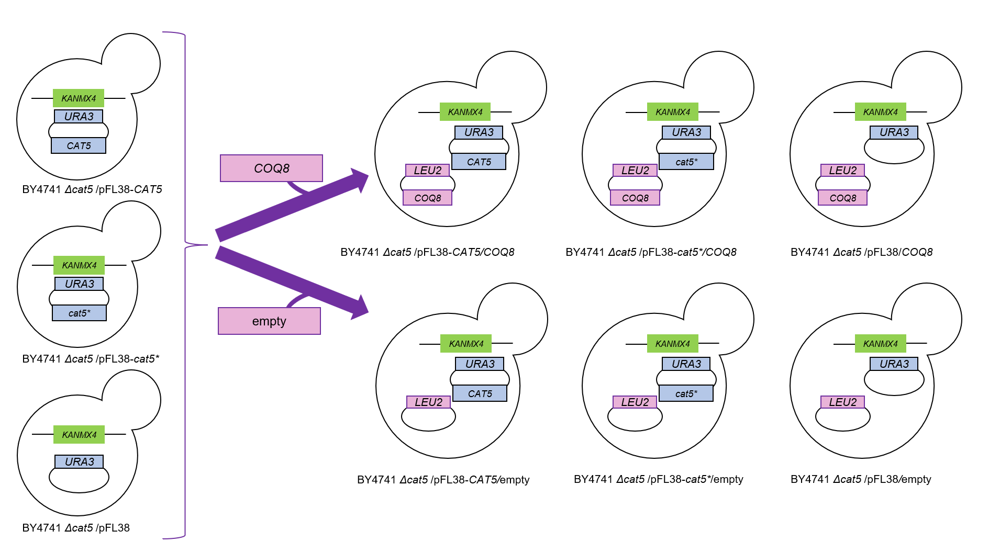 KANMX4
URA3
CAT5
BY4741 Δcat5 /pFL38-CAT5
KANMX4
URA3
cat5*
BY4741 Δcat5 /pFL38-cat5*
KANMX4
URA3
BY4741 Δcat5 /pFL38
COQ8
empty
KANMX4
URA3
CAT5
LEU2
COQ8
BY4741 Δcat5 /pFL38-CAT5/COQ8
KANMX4
URA3
cat5*
LEU2
COQ8
BY4741 Δcat5 /pFL38-cat5*/COQ8
KANMX4
URA3
LEU2
COQ8
BY4741 Δcat5 /pFL38/COQ8
KANMX4
URA3
CAT5
LEU2
BY4741 Δcat5 /pFL38-CAT5/empty
KANMX4
URA3
cat5*
LEU2
BY4741 Δcat5 /pFL38-cat5*/empty
KANMX4
URA3
LEU2
BY4741 Δcat5 /pFL38/empty